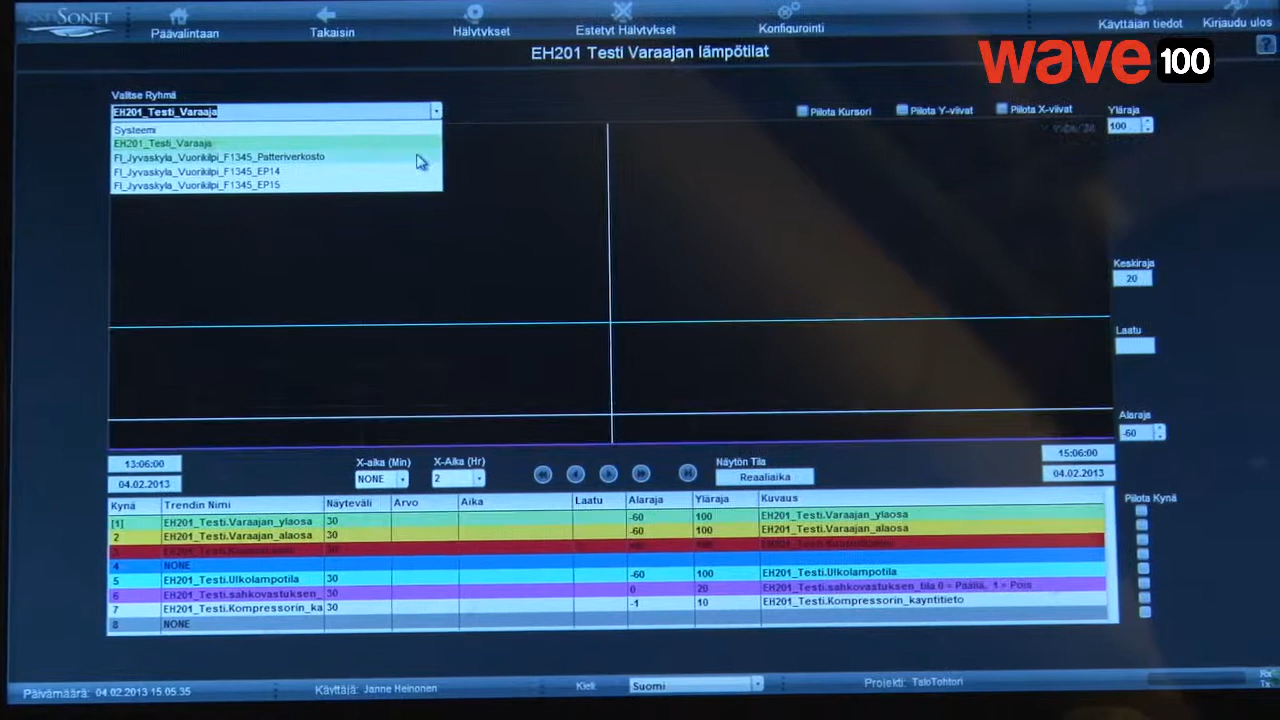 SONET
Päävalintaan
Takaisin
Hälytykset
Estetyt Hälytykset
Konfigurointi
Käyttäjän tiedot
Kirjaudu ulos
EH201 Testi Varaajan lämpötilat
?
wave 100
Valitse Ryhmä
EH201_Testi_Varaaja
Systeemi
EH201_Testi_Varaaja
FI_Jyvaskyla_Vuorikilpi_F1345_Patteriverkosto
FI_Jyvaskyla_Vuorikilpi_F1345_EP14
FI_Jyvaskyla_Vuorikilpi_F1345_EP15
Piilota Kursori
Piilota Y-viivat
Piilota X-viivat
Yläraja
100
Keskiraja
20
Laatu
Alaraja
-60
13:06:00
04.02.2013
X-aika (Min)
NONE
X-Aika (Hr)
2
Näytön Tila
Reaaliaika
15:06:00
04.02.2013
Kynä Trendin Nimi Näyteväli Arvo Aika Laatu Alaraja Yläraja Kuvaus
Piilota Kynä
[1] EH201_Testi.Varaajan_ylaosa 30 -60 100 EH201_Testi.Varaajan_ylaosa
2 EH201_Testi.Varaajan_alaosa 30 -60 100 EH201_Testi.Varaajan_alaosa
3 30
4 NONE
5 EH201_Testi.Ulkolampotila 30 -60 100 EH201_Testi.Ulkolampotila
6 EH201_Testi.sahkovastuksen_ 30 0 20 EH201_Testi.sahkovastuksen_tila 0 = Päällä, 1 = Pois
7 EH201_Testi.Kompressorin_ka 30 -1 10 EH201_Testi.Kompressorin_kayntitieto
8 NONE
Päivämäärä: 04.02.2013 15.05.35
Käyttäjä: Janne Heinonen
Kieli:
Suomi
Projekti: TaloTohtori
Rx
Tx